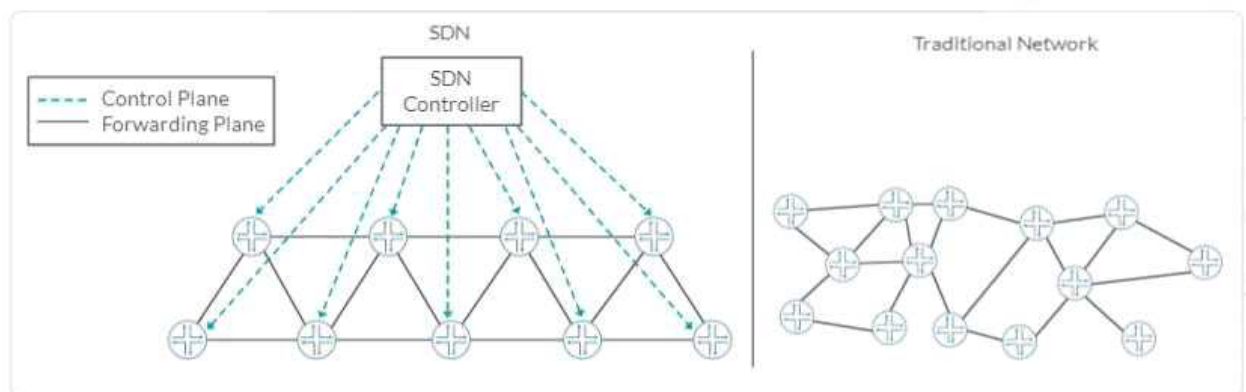 SDN
SDN
Controller
Control Plane
Forwarding Plane
Traditional Network